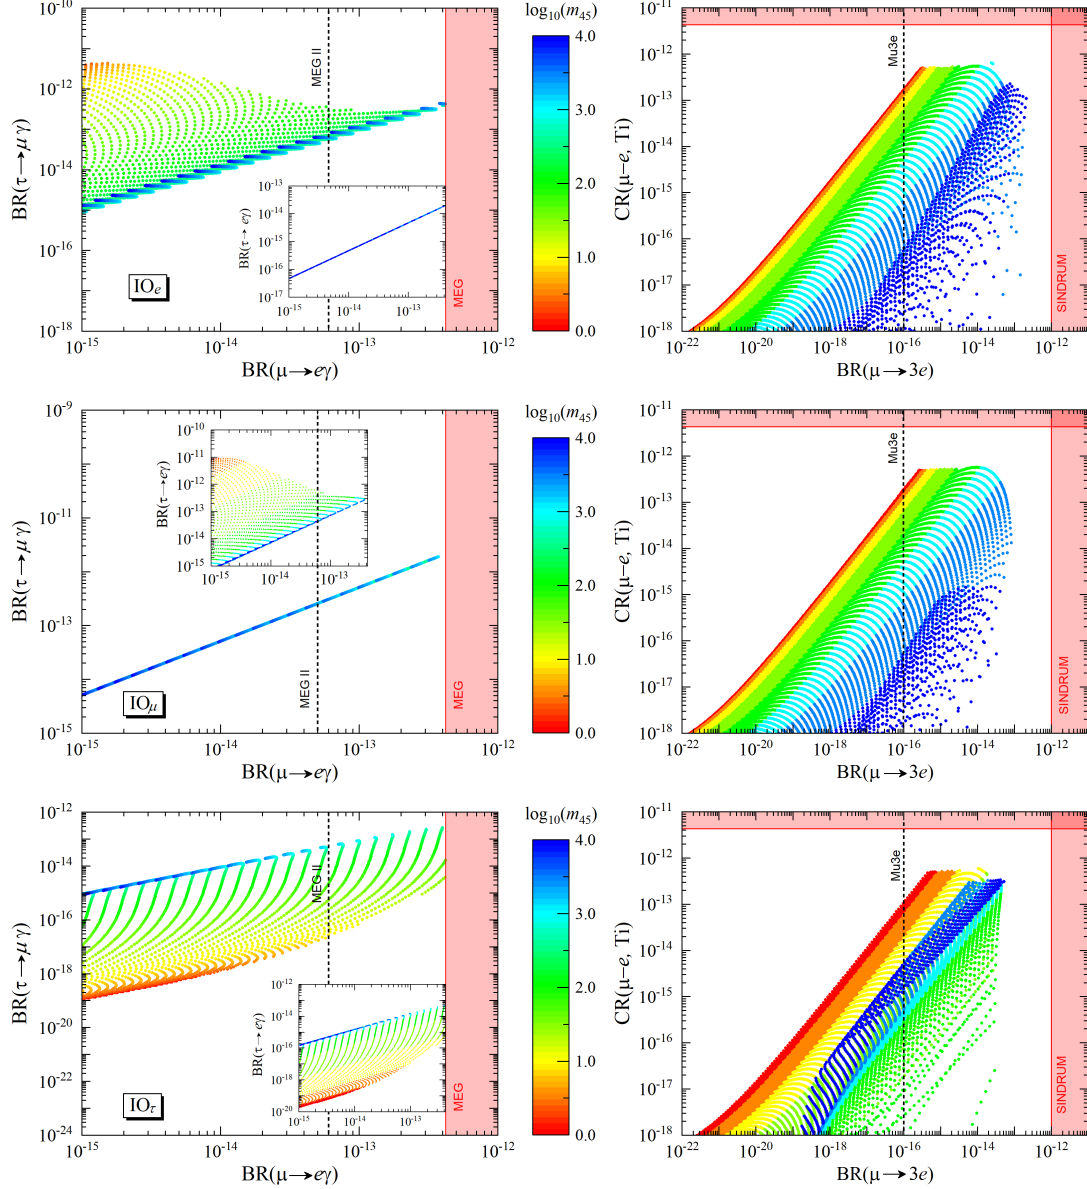 BR(τ→μ γ)
10⁻¹⁰
10⁻¹²
10⁻¹⁴
10⁻¹⁶
10⁻¹⁸
MEG II
MEG
IOₑ
BR(τ→ eγ)
10⁻¹³
10⁻¹⁴
10⁻¹⁵
10⁻¹⁶
10⁻¹⁷
10⁻¹⁵ 10⁻¹⁴ 10⁻¹³
10⁻¹⁵ 10⁻¹⁴ 10⁻¹³ 10⁻¹²
BR(μ→eγ)
log₁₀(m₄₅)
4.0
3.0
2.0
1.0
0.0
CR(μ−e, Ti)
10⁻¹¹
10⁻¹²
10⁻¹³
10⁻¹⁴
10⁻¹⁵
10⁻¹⁶
10⁻¹⁷
10⁻¹⁸
Mu3e
SINDRUM
10⁻²² 10⁻²⁰ 10⁻¹⁸ 10⁻¹⁶ 10⁻¹⁴ 10⁻¹²
BR(μ→3e)
BR(τ→μ γ)
10⁻⁹
10⁻¹¹
10⁻¹³
10⁻¹⁵
BR(τ→eγ)
10⁻¹⁰
10⁻¹¹
10⁻¹²
10⁻¹³
10⁻¹⁴
10⁻¹⁵
10⁻¹⁵ 10⁻¹⁴ 10⁻¹³
MEG II
MEG
IOμ
10⁻¹⁵ 10⁻¹⁴ 10⁻¹³ 10⁻¹²
BR(μ→eγ)
log₁₀(m₄₅)
4.0
3.0
2.0
1.0
0.0
CR(μ−e, Ti)
10⁻¹¹
10⁻¹²
10⁻¹³
10⁻¹⁴
10⁻¹⁵
10⁻¹⁶
10⁻¹⁷
10⁻¹⁸
Mu3e
SINDRUM
10⁻²² 10⁻²⁰ 10⁻¹⁸ 10⁻¹⁶ 10⁻¹⁴ 10⁻¹²
BR(μ→3e)
BR(τ→μ γ)
10⁻¹²
10⁻¹⁴
10⁻¹⁶
10⁻¹⁸
10⁻²⁰
10⁻²²
10⁻²⁴
MEG II
MEG
IOτ
BR(τ→eγ)
10⁻¹²
10⁻¹⁴
10⁻¹⁶
10⁻¹⁸
10⁻²⁰
10⁻¹⁵ 10⁻¹⁴ 10⁻¹³
10⁻¹⁵ 10⁻¹⁴ 10⁻¹³ 10⁻¹²
BR(μ→eγ)
log₁₀(m₄₅)
4.0
3.0
2.0
1.0
0.0
CR(μ−e, Ti)
10⁻¹¹
10⁻¹²
10⁻¹³
10⁻¹⁴
10⁻¹⁵
10⁻¹⁶
10⁻¹⁷
10⁻¹⁸
Mu3e
SINDRUM
10⁻²² 10⁻²⁰ 10⁻¹⁸ 10⁻¹⁶ 10⁻¹⁴ 10⁻¹²
BR(μ→3e)